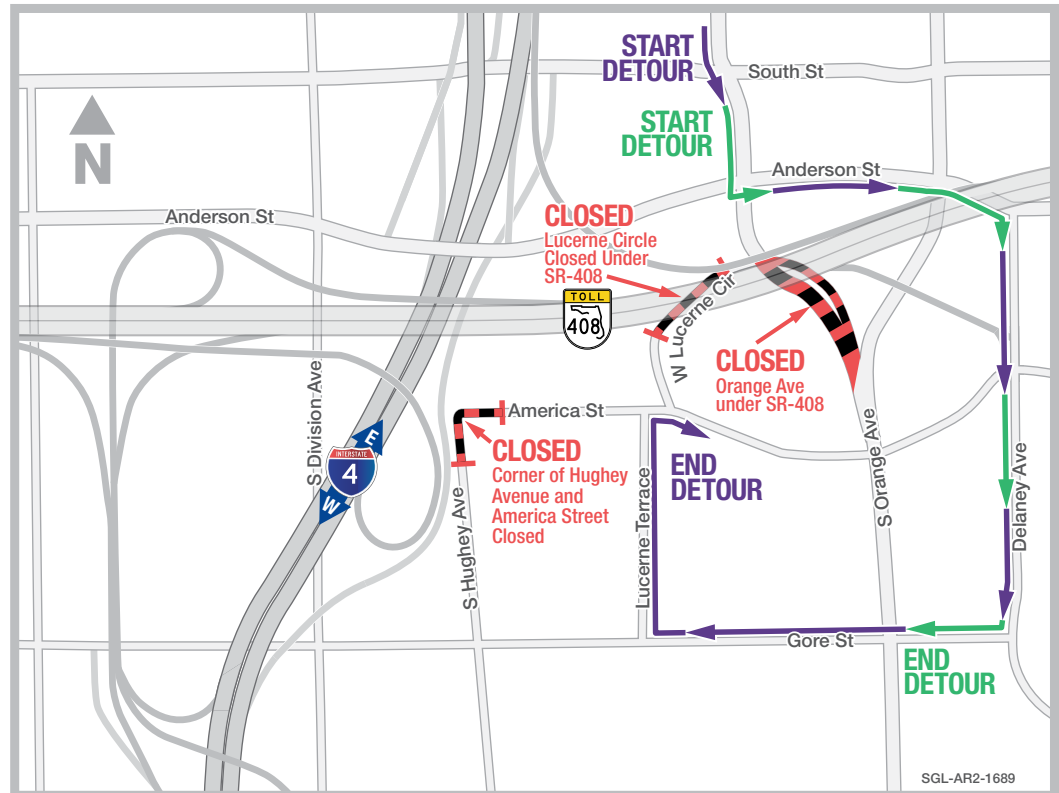 START
DETOUR
South St
START
DETOUR
N
Anderson St
Anderson St
CLOSED
Lucerne Circle
Closed Under
SR-408
TOLL
408
W Lucerne Cir
CLOSED
Orange Ave
under SR-408
America St
S Division Ave
E
INTERSTATE
4
W
CLOSED
Corner of Hughey
Avenue and
America Street
Closed
END
DETOUR
S Hughey Ave
Lucerne Terrace
S Orange Ave
Delaney Ave
Gore St
END
DETOUR
SGL-AR2-1689